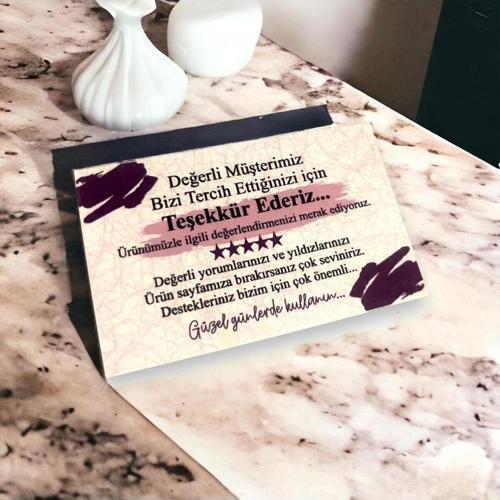 Değerli Müşterimiz
Bizi Tercih Ettiğinizi için
Teşekkür Ederiz...
Ürünümüzle ilgili değerlendirmenizi merak ediyoruz.
Değerli yorumlarınızı ve yıldızlarınızı
Ürün sayfamıza bırakırsanız çok seviniriz.
Destekleriniz bizim için çok önemli...
Güzel günlerde kullanın...